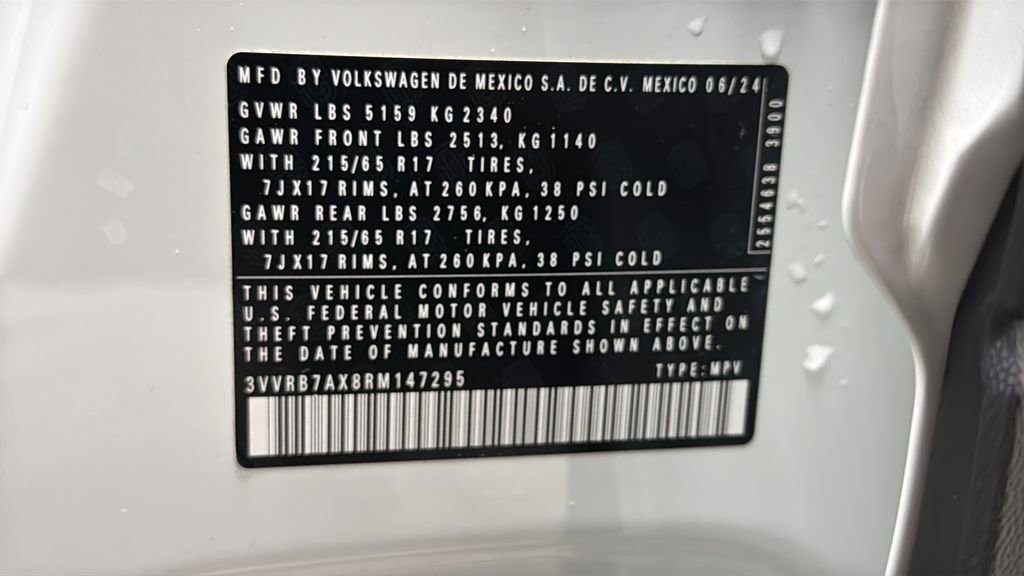 MFD BY VOLKSWAGEN DE MEXICO S.A. DE C.V. MEXICO 06/24
GVWR LBS 5159 KG 2340
GAWR FRONT LBS 2513, KG 1140
WITH 215/65 R17 TIRES,
7JX17 RIMS, AT 260 KPA, 38 PSI COLD
GAWR REAR LBS 2756, KG 1250
WITH 215/65 R17 TIRES,
7JX17 RIMS, AT 260 KPA, 38 PSI COLD
2554638 3900
THIS VEHICLE CONFORMS TO ALL APPLICABLE
U.S. FEDERAL MOTOR VEHICLE SAFETY AND
THEFT PREVENTION STANDARDS IN EFFECT ON
THE DATE OF MANUFACTURE SHOWN ABOVE.
3VVRB7AX8RM147295 TYPE:MPV